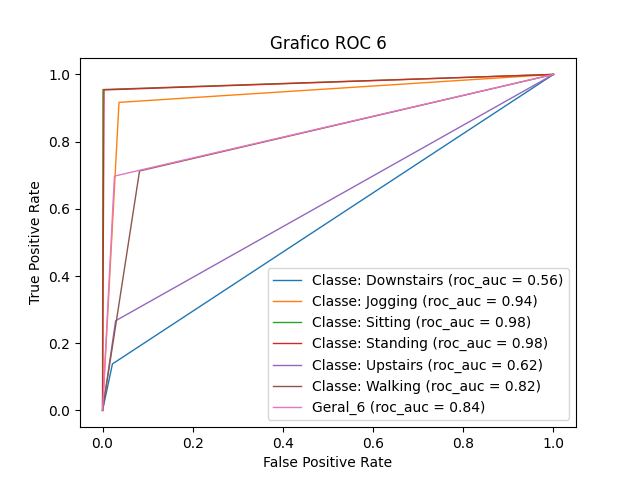 Grafico ROC 6
True Positive Rate
1.0
0.8
0.6
0.4
0.2
0.0
Classe: Downstairs (roc_auc = 0.56)
Classe: Jogging (roc_auc = 0.94)
Classe: Sitting (roc_auc = 0.98)
Classe: Standing (roc_auc = 0.98)
Classe: Upstairs (roc_auc = 0.62)
Classe: Walking (roc_auc = 0.82)
Geral_6 (roc_auc = 0.84)
0.0 0.2 0.4 0.6 0.8 1.0
False Positive Rate